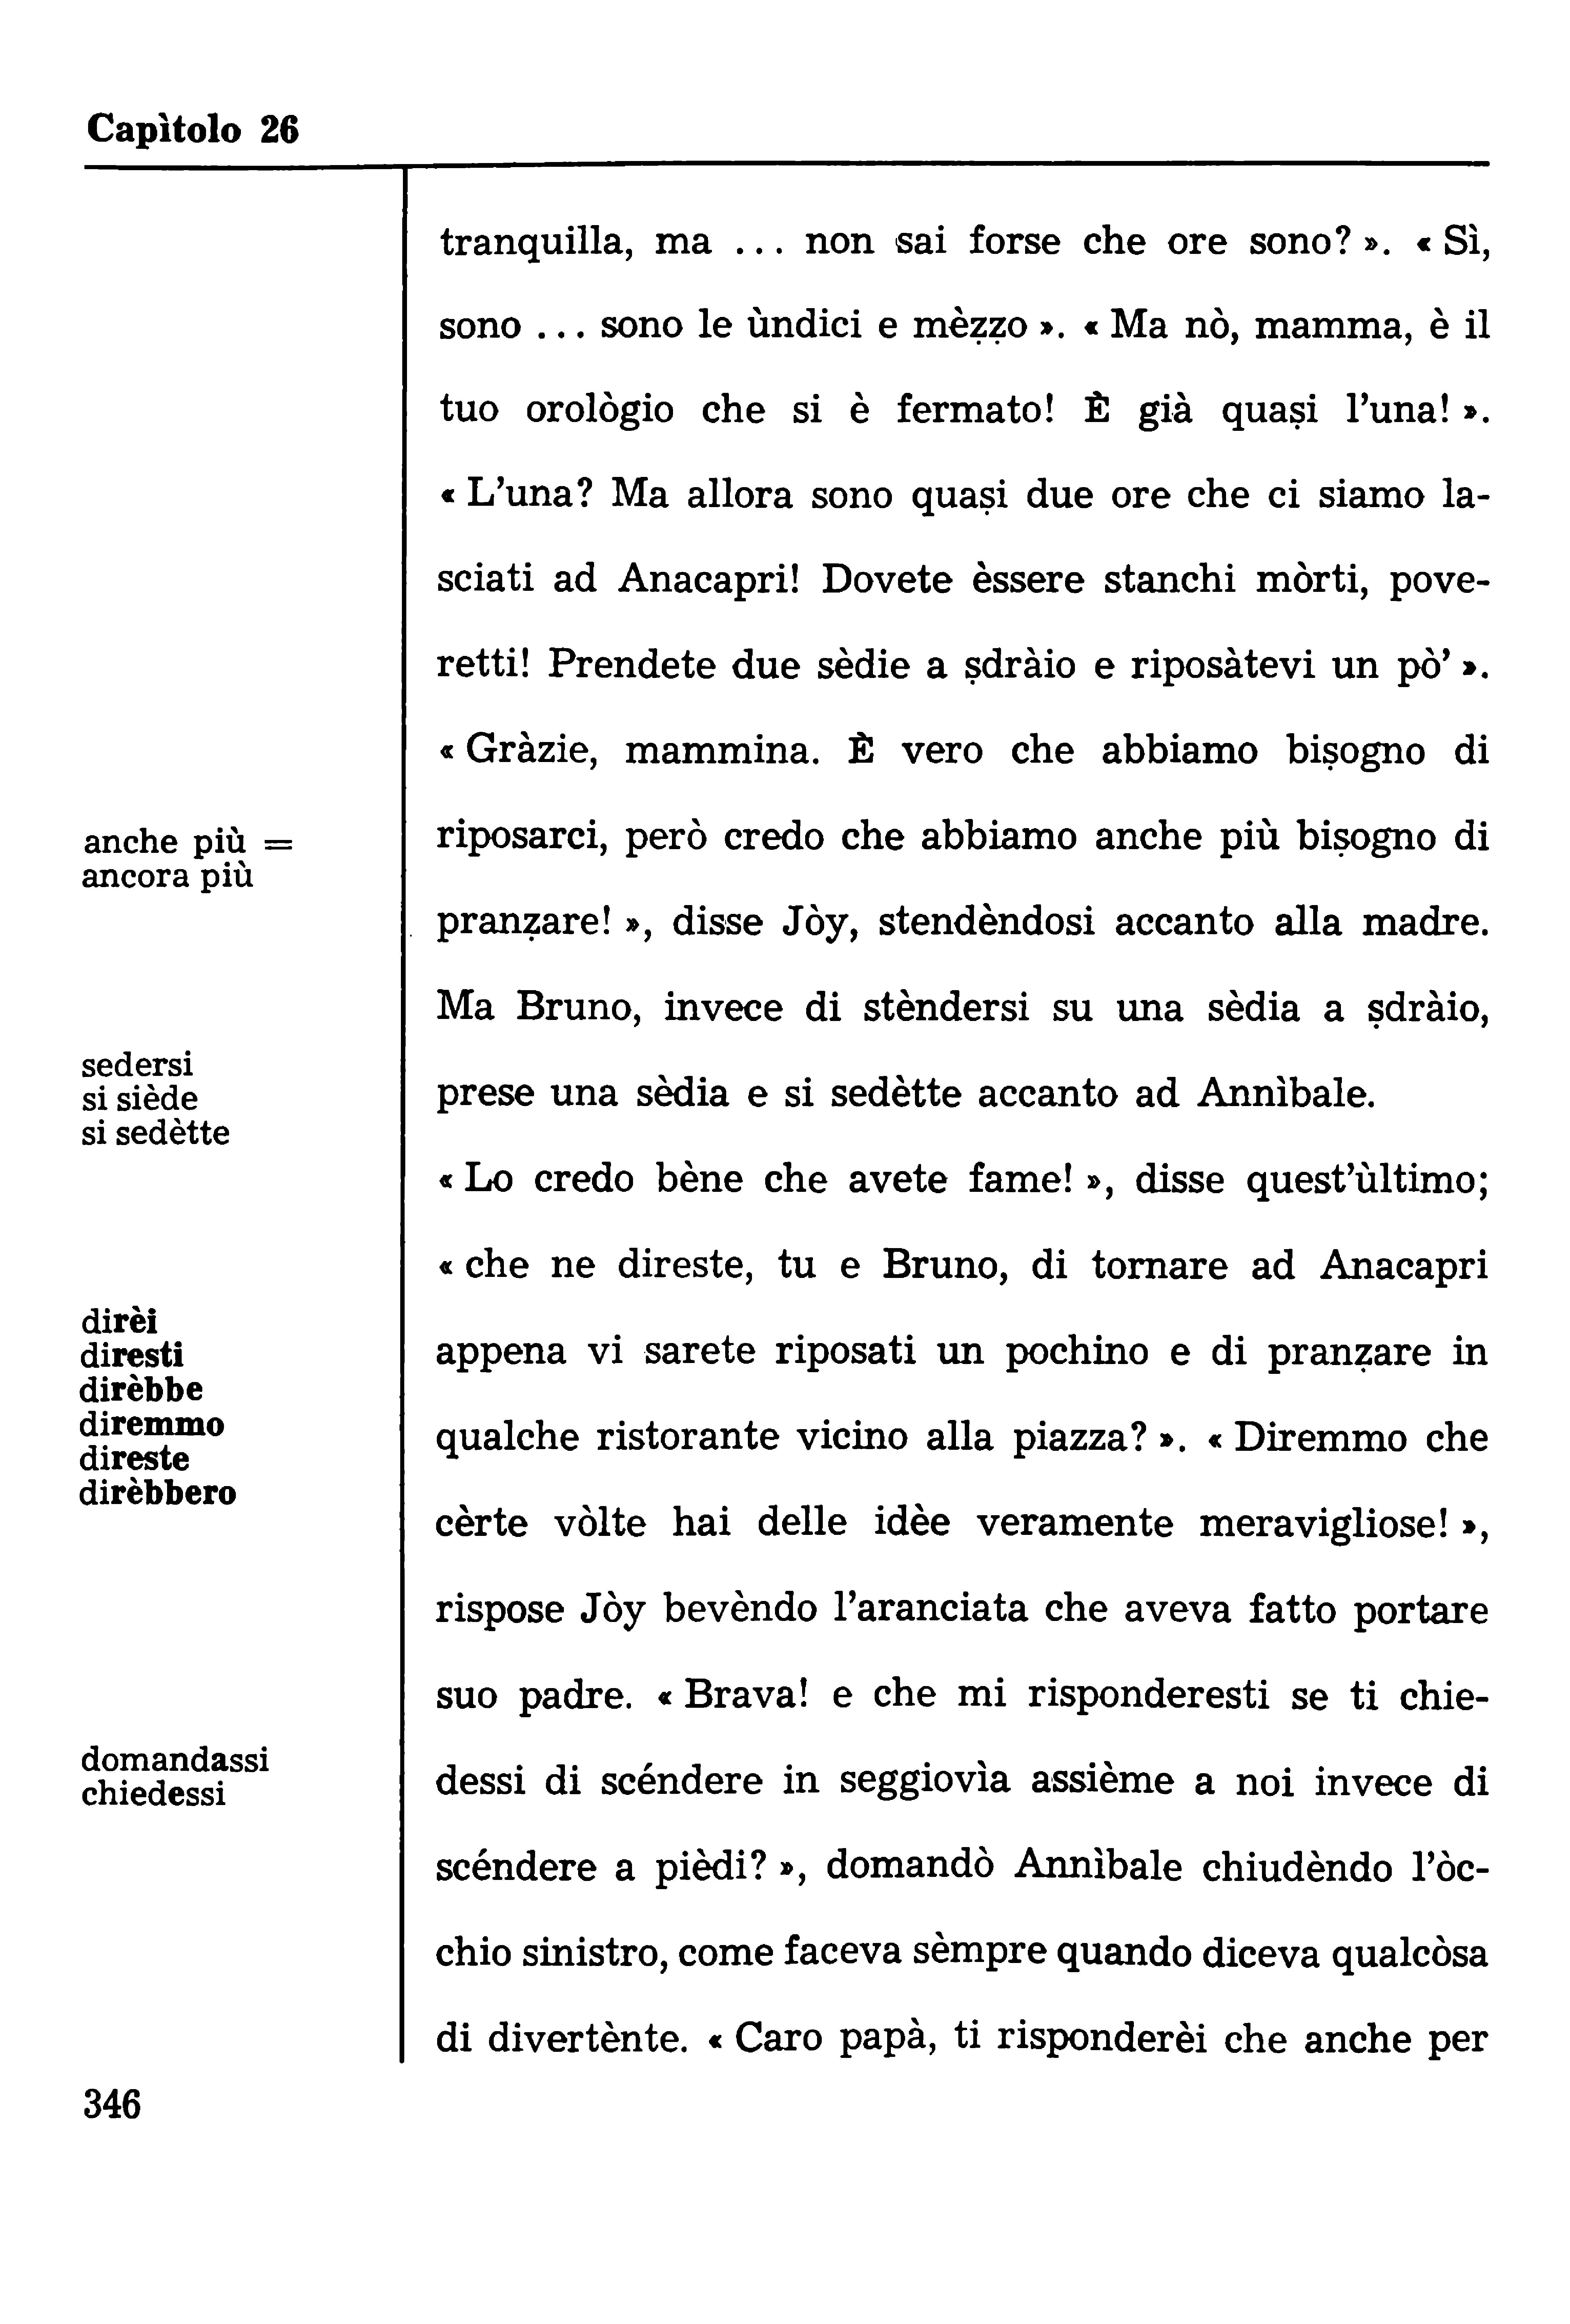 Capìtolo 26
tranquilla, ma ... non sai forse che ore sono? ». « Sì,
sono ... sono le ùndici e mèẓẓo ». « Ma nò, mamma, è il
tuo orològio che si è fermato! È già quaṣi l’una! ».
« L’una? Ma allora sono quaṣi due ore che ci siamo la-
sciati ad Anacapri! Dovete èssere stanchi mòrti, pove-
retti! Prendete due sèdie a ṣdràio e riposàtevi un pò’ ».
« Gràzie, mammina. È vero che abbiamo biṣogno di
anche più =
ancora più
riposarci, però credo che abbiamo anche più biṣogno di
pranẓare! », disse Jòy, stendèndosi accanto alla madre.
Ma Bruno, invece di stèndersi su una sèdia a ṣdràio,
sedersi
si siède
si sedètte
prese una sèdia e si sedètte accanto ad Annìbale.
« Lo credo bène che avete fame! », disse quest’ùltimo;
« che ne direste, tu e Bruno, di tornare ad Anacapri
dirèi
diresti
dirèbbe
diremmo
direste
dirèbbero
appena vi sarete riposati un pochino e di pranẓare in
qualche ristorante vicino alla piazza? ». « Diremmo che
cèrte vòlte hai delle idèe veramente meravigliose! »,
rispose Jòy bevèndo l’aranciata che aveva fatto portare
suo padre. « Brava! e che mi risponderesti se ti chie-
domandassi
chiedessi
dessi di scéndere in seggiovìa assième a noi invece di
scéndere a pièdi? », domandò Annìbale chiudèndo l’òc-
chio sinistro, come faceva sèmpre quando diceva qualcòsa
di divertènte. « Caro papà, ti risponderèi che anche per
346